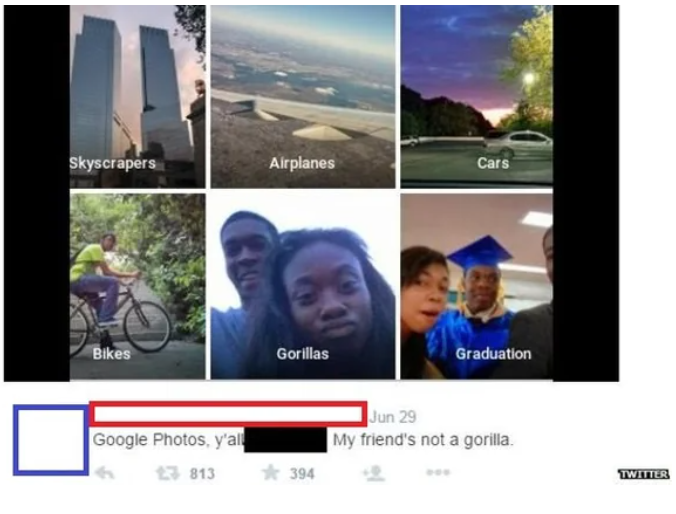 Skyscrapers
Airplanes
Cars
Bikes
Gorillas
Graduation
Jun 29
Google Photos, y'all My friend's not a gorilla.
813
394
TWITTER